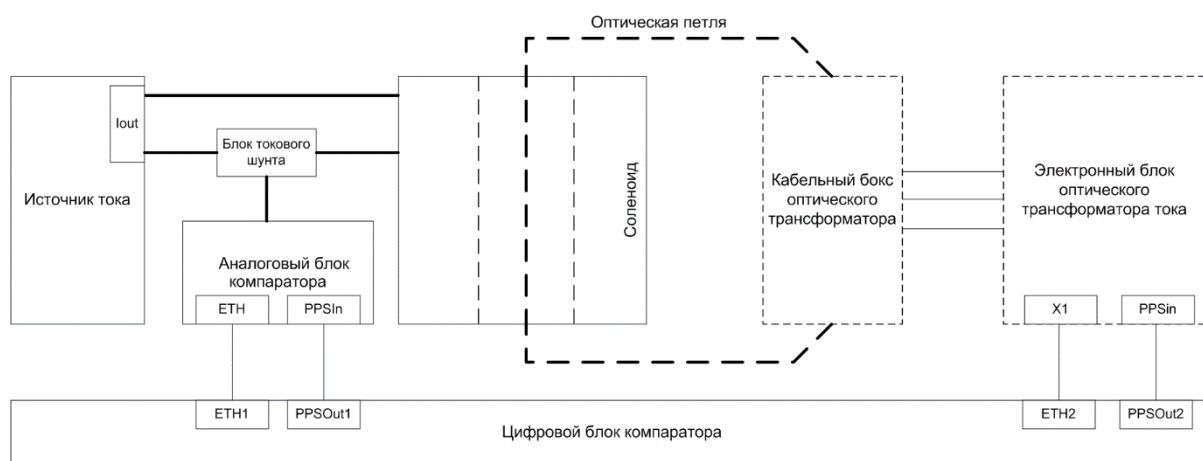 Оптическая петля
Iout
Блок токового
шунта
Источник тока
Аналоговый блок
компаратора
ETH
PPSIn
Соленоид
Кабельный бокс
оптического
трансформатора
Электронный блок
оптического
трансформатора тока
X1
PPSin
ETH1
PPSOut1
ETH2
PPSOut2
Цифровой блок компаратора